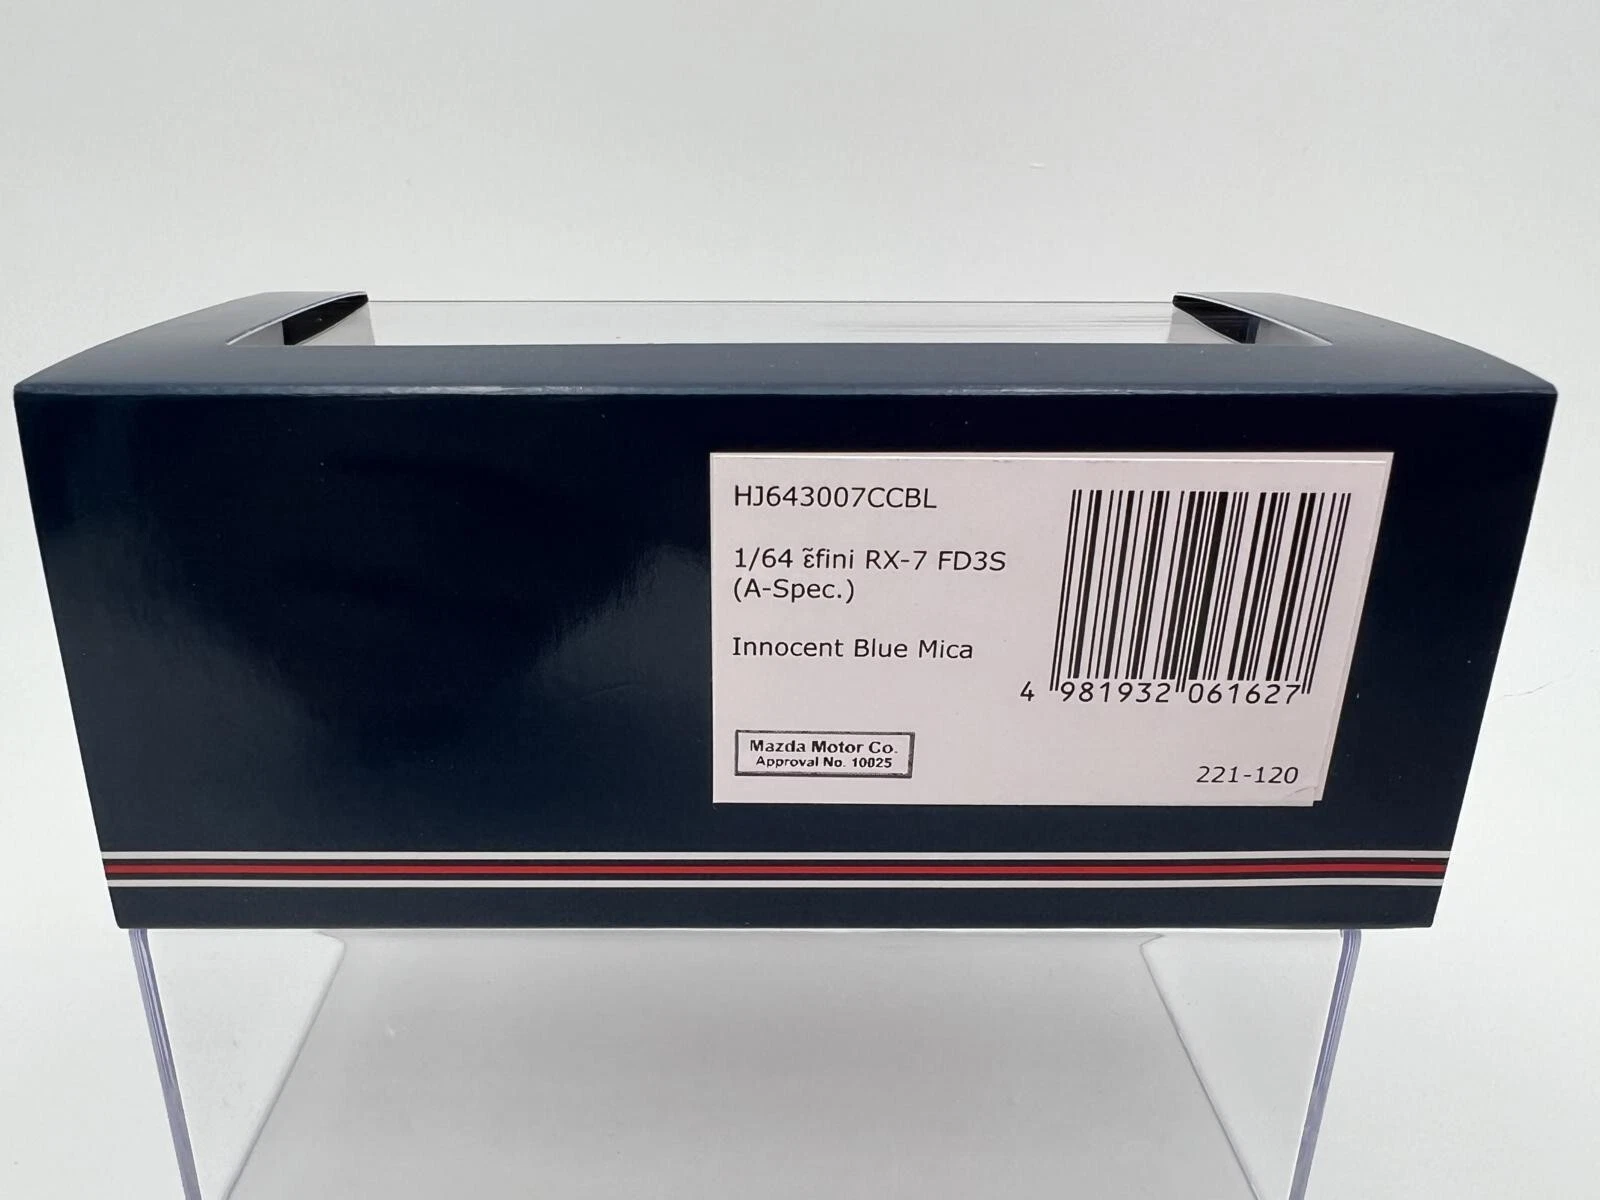 HJ643007CCBL
1/64 ε̃fini RX-7 FD3S
(A-Spec.)
Innocent Blue Mica
4 981932 061627
Mazda Motor Co.
Approval No. 10025
221-120